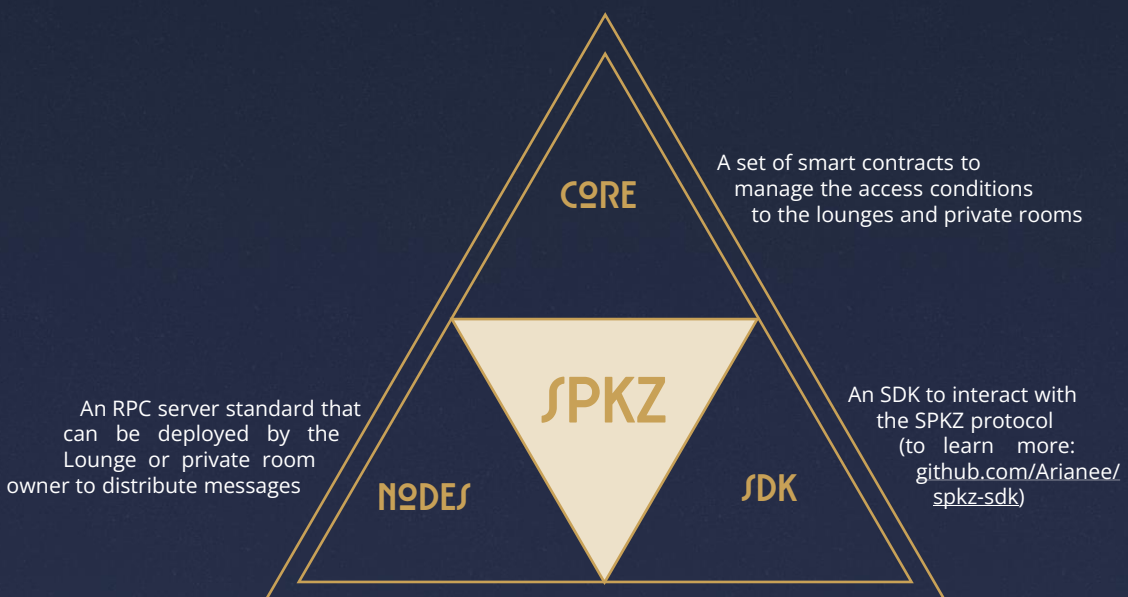 CORE
A set of smart contracts to
manage the access conditions
to the lounges and private rooms
SPKZ
An RPC server standard that
can be deployed by the
Lounge or private room
owner to distribute messages
NODES
SDK
An SDK to interact with
the SPKZ protocol
(to learn more:
github.com/Arianee/
spkz-sdk)